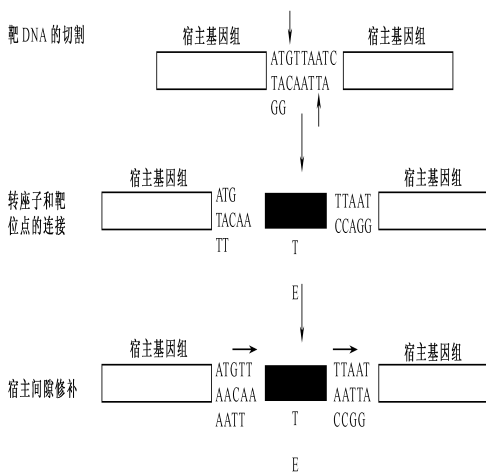 靶 DNA 的切割
宿主基因组
宿主基因组
ATGTTAATC
TACAATTA
GG
转座子和靶
位点的连接
宿主基因组
宿主基因组
ATG
TACAA
TT
TTAAT
CCAGG
T
E
宿主间隙修补
宿主基因组
宿主基因组
ATGTT
AACAA
AATT
TTAAT
AATTA
CCGG
T
E